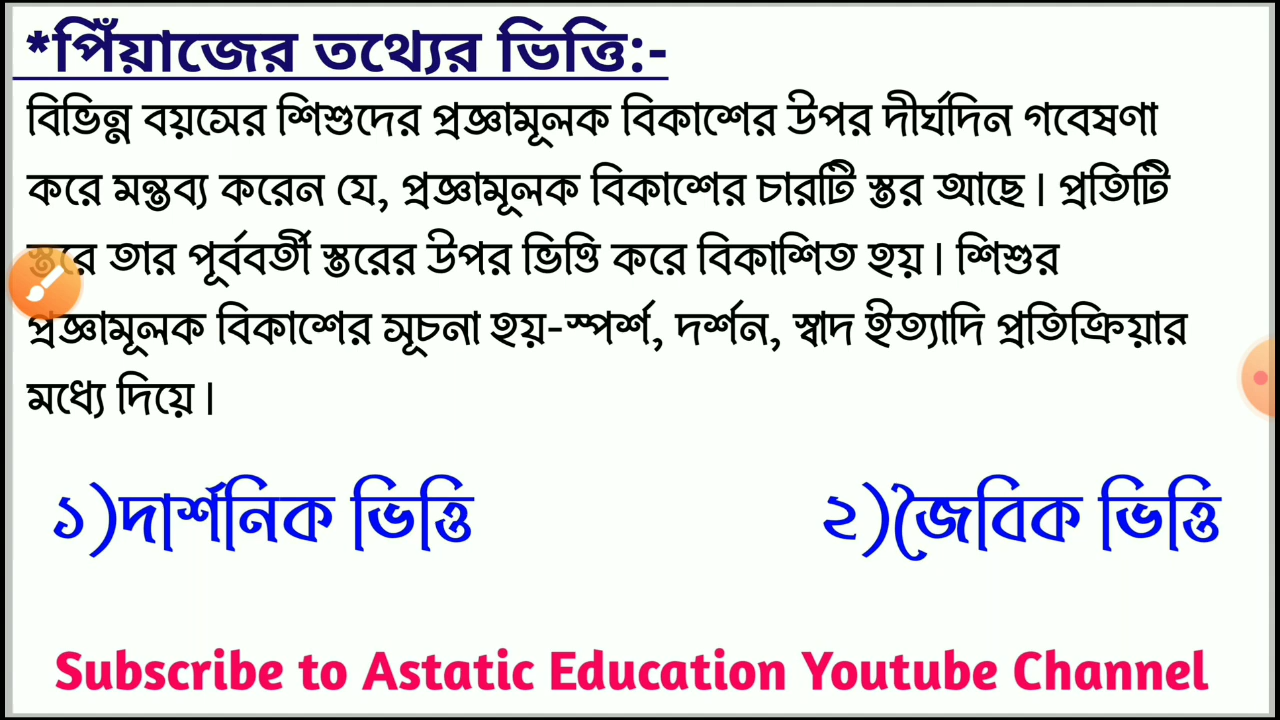 *পিঁয়াজের তথ্যের ভিত্তি:-
বিভিন্ন বয়সের শিশুদের প্রজ্ঞামূলক বিকাশের উপর দীর্ঘদিন গবেষণা
করে মন্তব্য করেন যে, প্রজ্ঞামূলক বিকাশের চারটি স্তর আছে। প্রতিটি
স্তরে তার পূর্ববর্তী স্তরের উপর ভিত্তি করে বিকাশিত হয়। শিশুর
প্রজ্ঞামূলক বিকাশের সূচনা হয়-স্পর্শ, দর্শন, স্বাদ ইত্যাদি প্রতিক্রিয়ার
মধ্যে দিয়ে।
১)দার্শনিক ভিত্তি ২)জৈবিক ভিত্তি
Subscribe to Astatic Education Youtube Channel